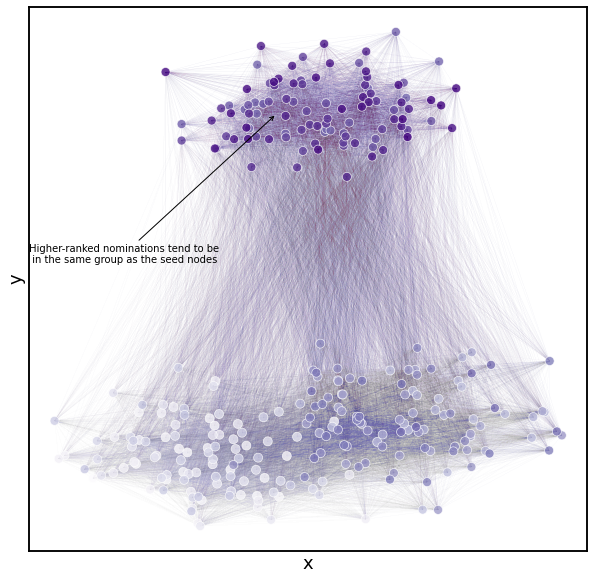 Higher-ranked nominations tend to be
in the same group as the seed nodes
y
x